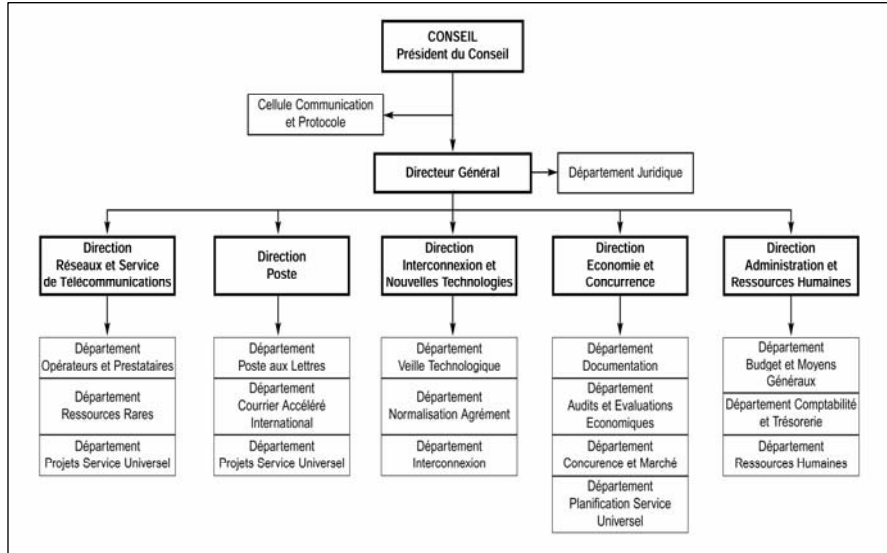 CONSEIL
Président du Conseil
Cellule Communication
et Protocole
Directeur Général
Département Juridique
Direction
Réseaux et Service
de Télécommunications
Direction
Poste
Direction
Interconnexion et
Nouvelles Technologies
Direction
Economie et
Concurrence
Direction
Administration et
Ressources Humaines
Département
Opérateurs et Prestataires
Département
Ressources Rares
Département
Projets Service Universel
Département
Poste aux Lettres
Département
Courrier Accéléré
International
Département
Projets Service Universel
Département
Veille Technologique
Département
Normalisation Agrément
Département
Interconnexion
Département
Documentation
Département
Audits et Evaluations
Economiques
Département
Concurence et Marché
Département
Planification Service
Universel
Département
Budget et Moyens
Généraux
Département Comptabilité
et Trésorerie
Département
Ressources Humaines